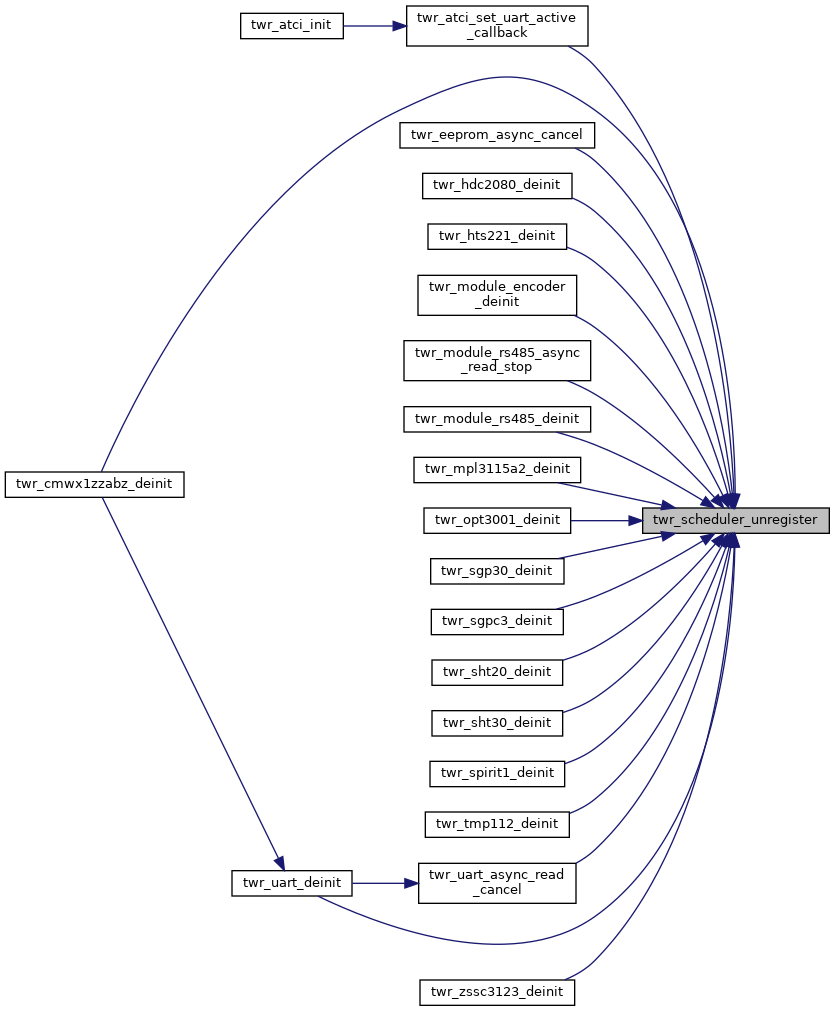 twr_atci_init
twr_atci_set_uart_active
_callback
twr_eeprom_async_cancel
twr_hdc2080_deinit
twr_hts221_deinit
twr_module_encoder
_deinit
twr_module_rs485_async
_read_stop
twr_module_rs485_deinit
twr_mpl3115a2_deinit
twr_cmwx1zzabz_deinit
twr_opt3001_deinit
twr_scheduler_unregister
twr_sgp30_deinit
twr_sgpc3_deinit
twr_sht20_deinit
twr_sht30_deinit
twr_spirit1_deinit
twr_tmp112_deinit
twr_uart_deinit
twr_uart_async_read
_cancel
twr_zssc3123_deinit